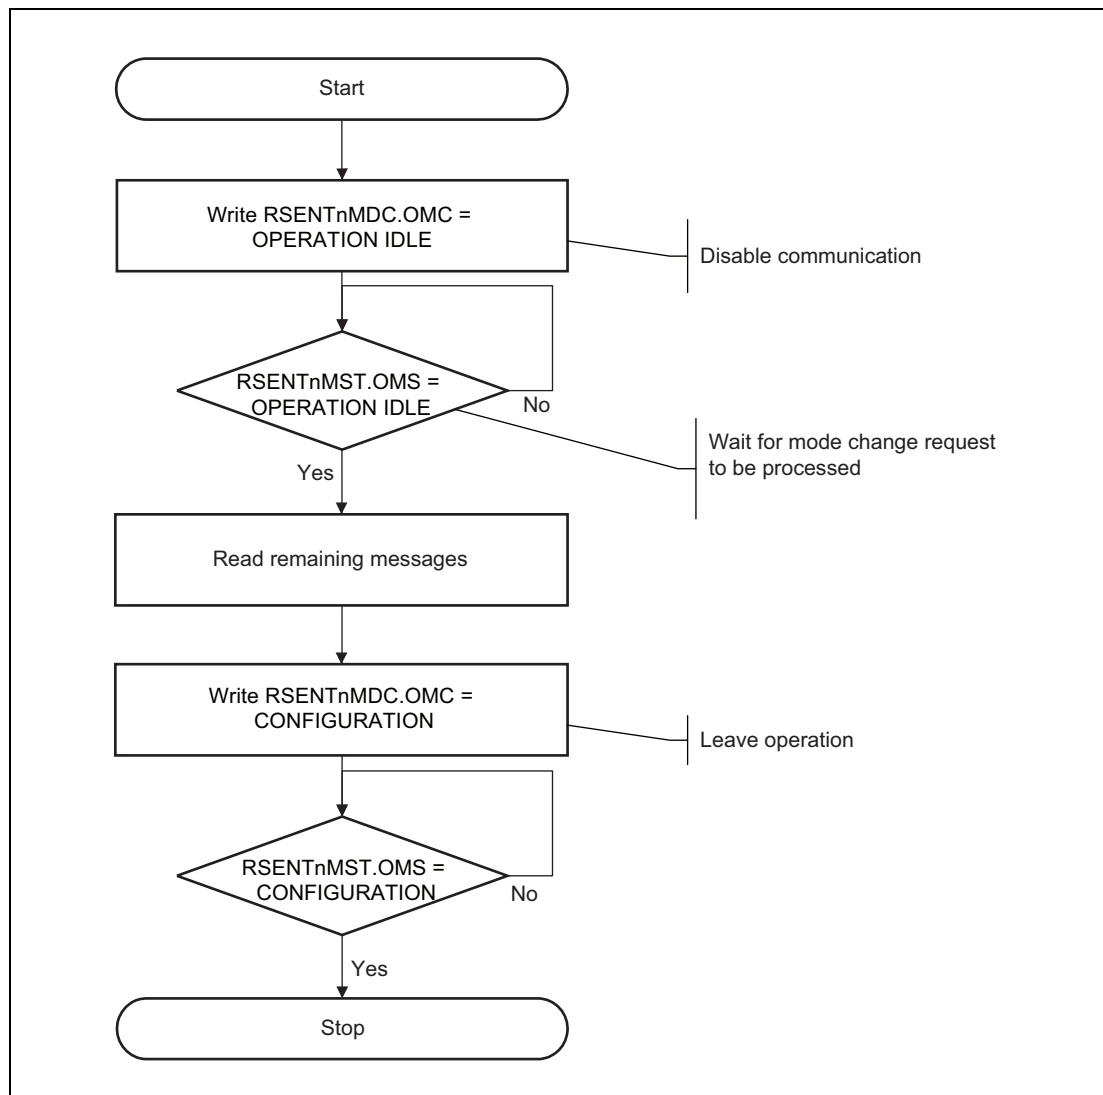 Start
Write RSENTnMDC.OMC =
OPERATION IDLE
Disable communication
RSENTnMST.OMS =
OPERATION IDLE
No
Wait for mode change request
to be processed
Yes
Read remaining messages
Write RSENTnMDC.OMC =
CONFIGURATION
Leave operation
RSENTnMST.OMS =
CONFIGURATION
No
Yes
Stop